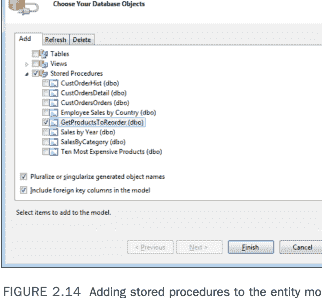 Choose Your Database Objects
Add Refresh Delete
Tables
Views
Stored Procedures
CustOrderHist (dbo)
CustOrdersDetail (dbo)
CustOrdersOrders (dbo)
Employee Sales by Country (dbo)
GetProductsToReorder (dbo)
Sales by Year (dbo)
SalesByCategory (dbo)
Ten Most Expensive Products (dbo)
Pluralize or singularize generated object names
Include foreign key columns in the model
Select items to add to the model.
< Previous Next > Finish Cancel
FIGURE 2.14 Adding stored procedures to the entity mo